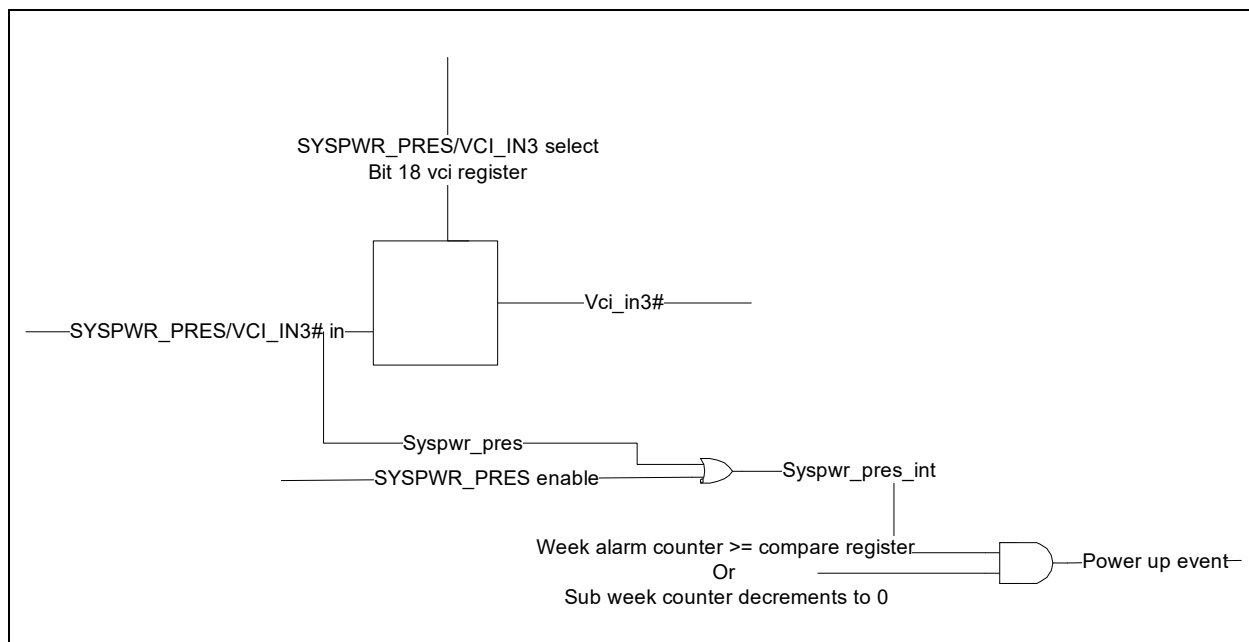 SYSPWR_PRES/VCI_IN3 select
Bit 18 vci register
Vci_in3#
SYSPWR_PRES/VCI_IN3# in
Syspwr_pres
SYSPWR_PRES enable
Syspwr_pres_int
Week alarm counter >= compare register
Or
Sub week counter decrements to 0
Power up event